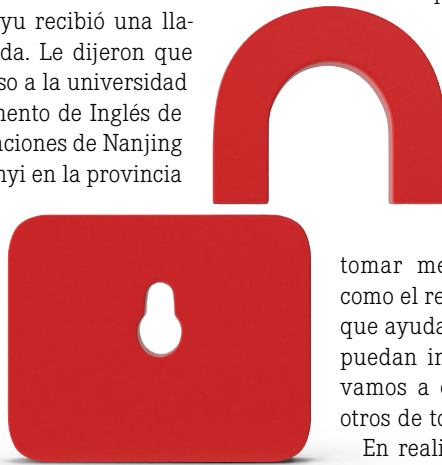 yu recibió una lla-
da. Le dijeron que
so a la universidad
mento de Inglés de
nciones de Nanjing
nyi en la provincia
tomar me
como el re
que ayuda
puedan in
vamos a
otros de to
En reali